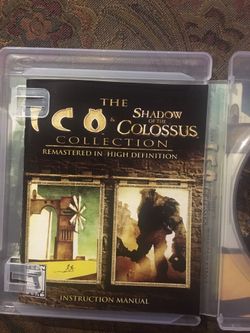 THE
ICO & SHADOW OF THE COLOSSUS
COLLECTION
REMASTERED IN HIGH DEFINITION
INSTRUCTION MANUAL